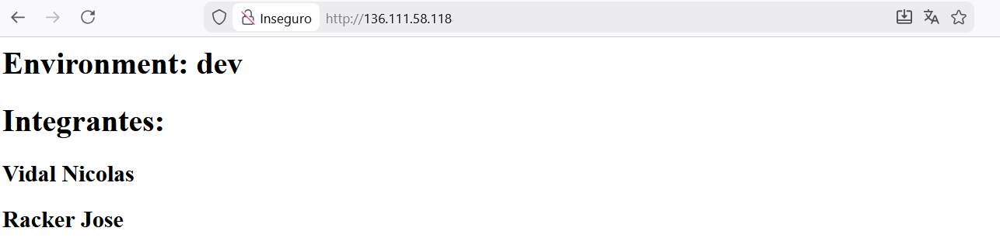 Inseguro http://136.111.58.118
Environment: dev
Integrantes:
Vidal Nicolas
Racker Jose